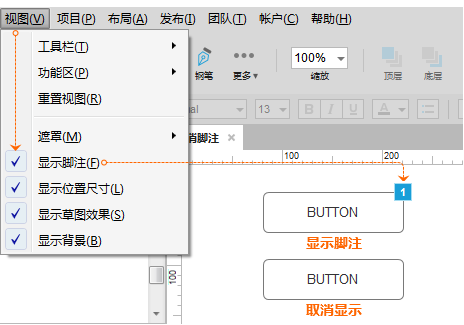 视图(V) 项目(P) 布局(A) 发布(I) 团队(T) 帐户(C) 帮助(H)
工具栏(T)
功能区(P)
重置视图(R)
遮罩(M)
显示脚注(F)
显示位置尺寸(L)
显示草图效果(S)
显示背景(B)
钢笔 更多▾ 100% 缩放 顶层 底层
13 B I U A
消脚注 ×
100 200
1
BUTTON
显示脚注
BUTTON
取消显示
100